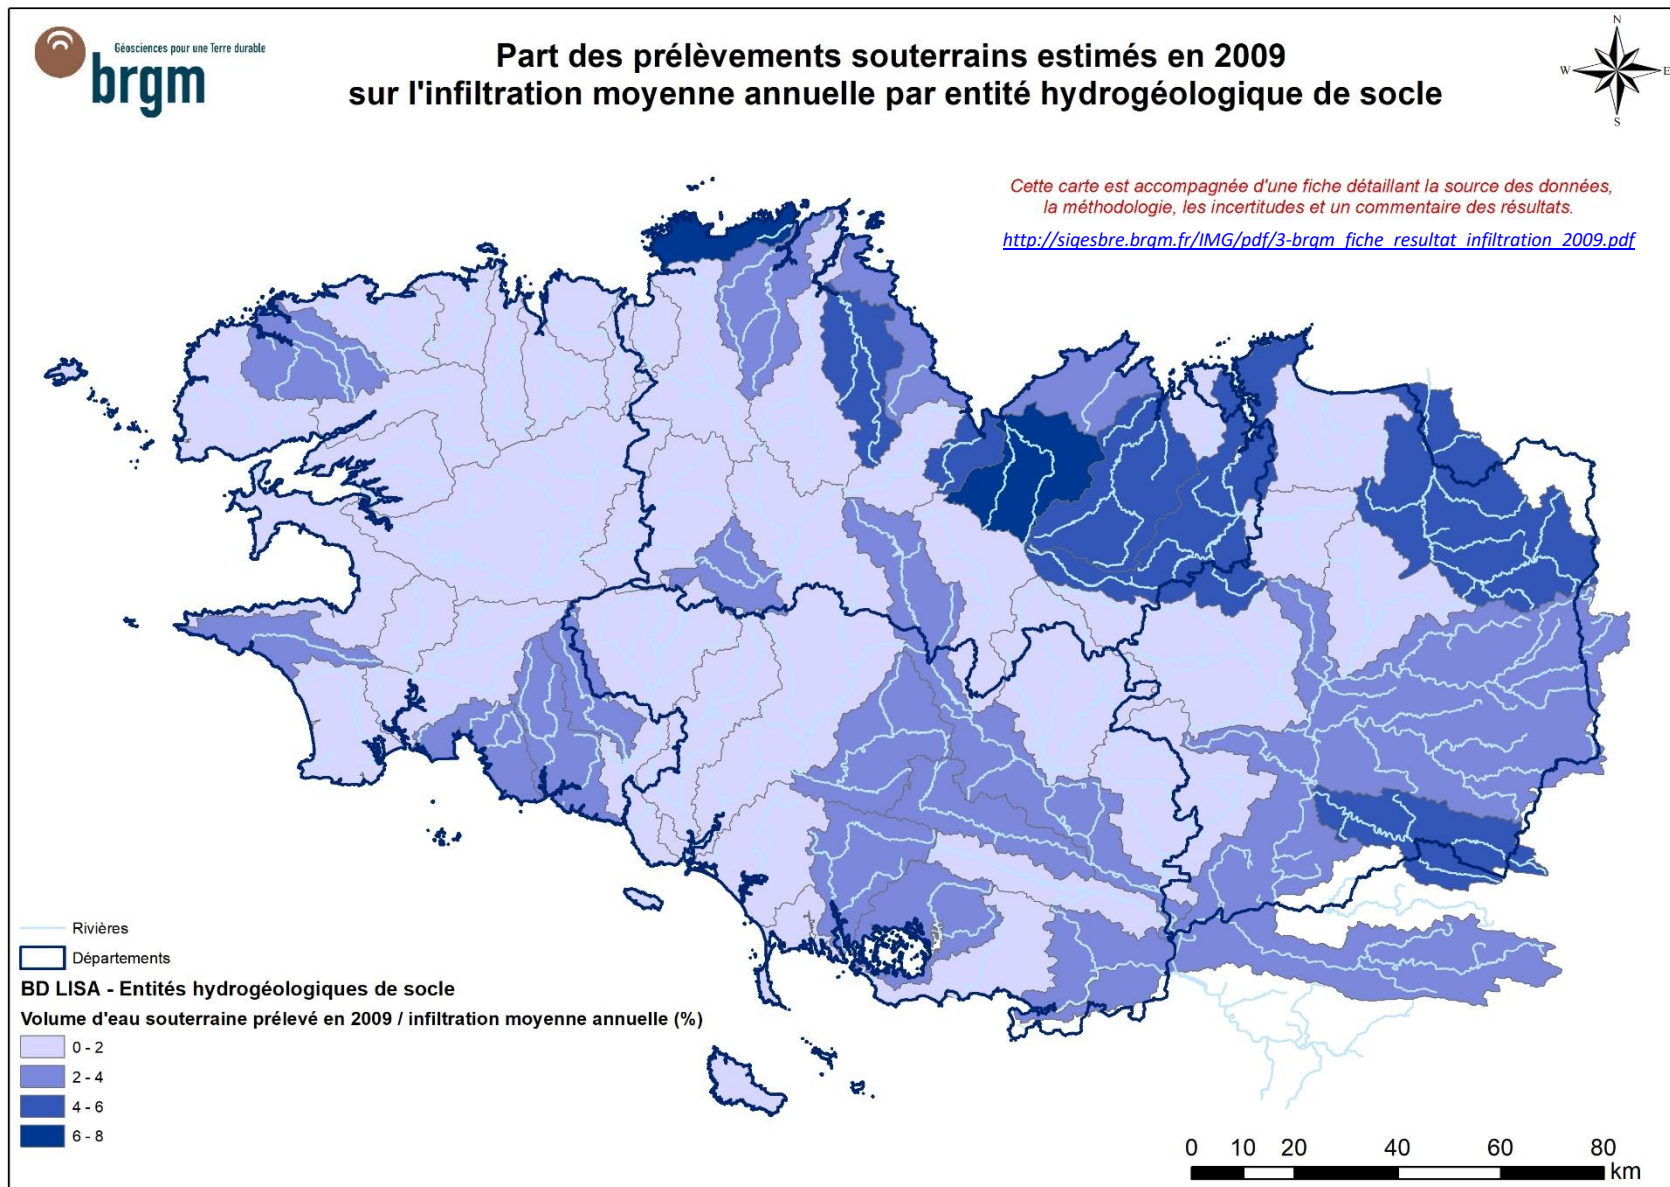 Géosciences pour une Terre durable
brgm
Part des prélèvements souterrains estimés en 2009
sur l'infiltration moyenne annuelle par entité hydrogéologique de socle
N
W
E
S
Cette carte est accompagnée d'une fiche détaillant la source des données,
la méthodologie, les incertitudes et un commentaire des résultats.
http://sigesbre.brgm.fr/IMG/pdf/3-brgm_fiche_resultat_infiltration_2009.pdf
Rivières
Départements
BD LISA - Entités hydrogéologiques de socle
Volume d'eau souterraine prélevé en 2009 / infiltration moyenne annuelle (%)
0 - 2
2 - 4
4 - 6
6 - 8
0 10 20 40 60 80
km